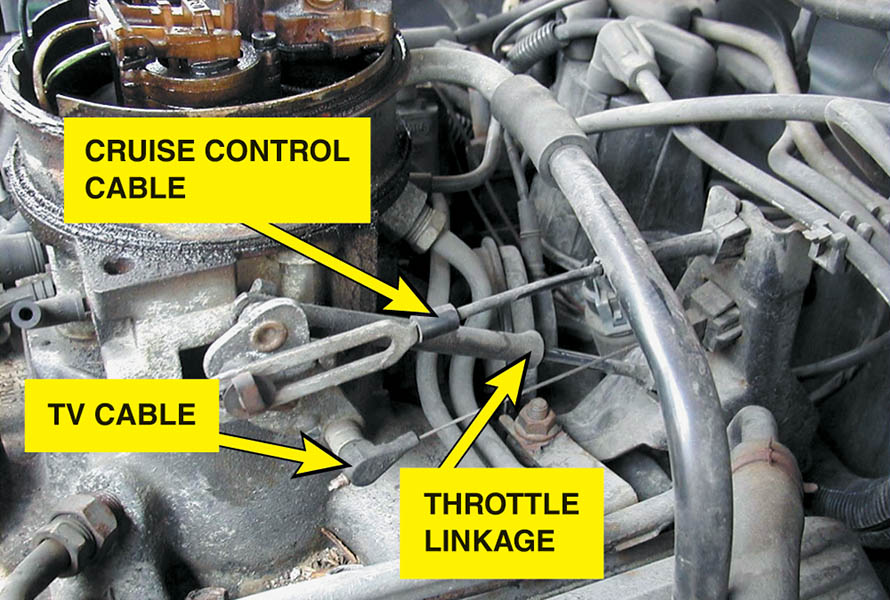 CRUISE CONTROL
CABLE
TV CABLE
THROTTLE
LINKAGE